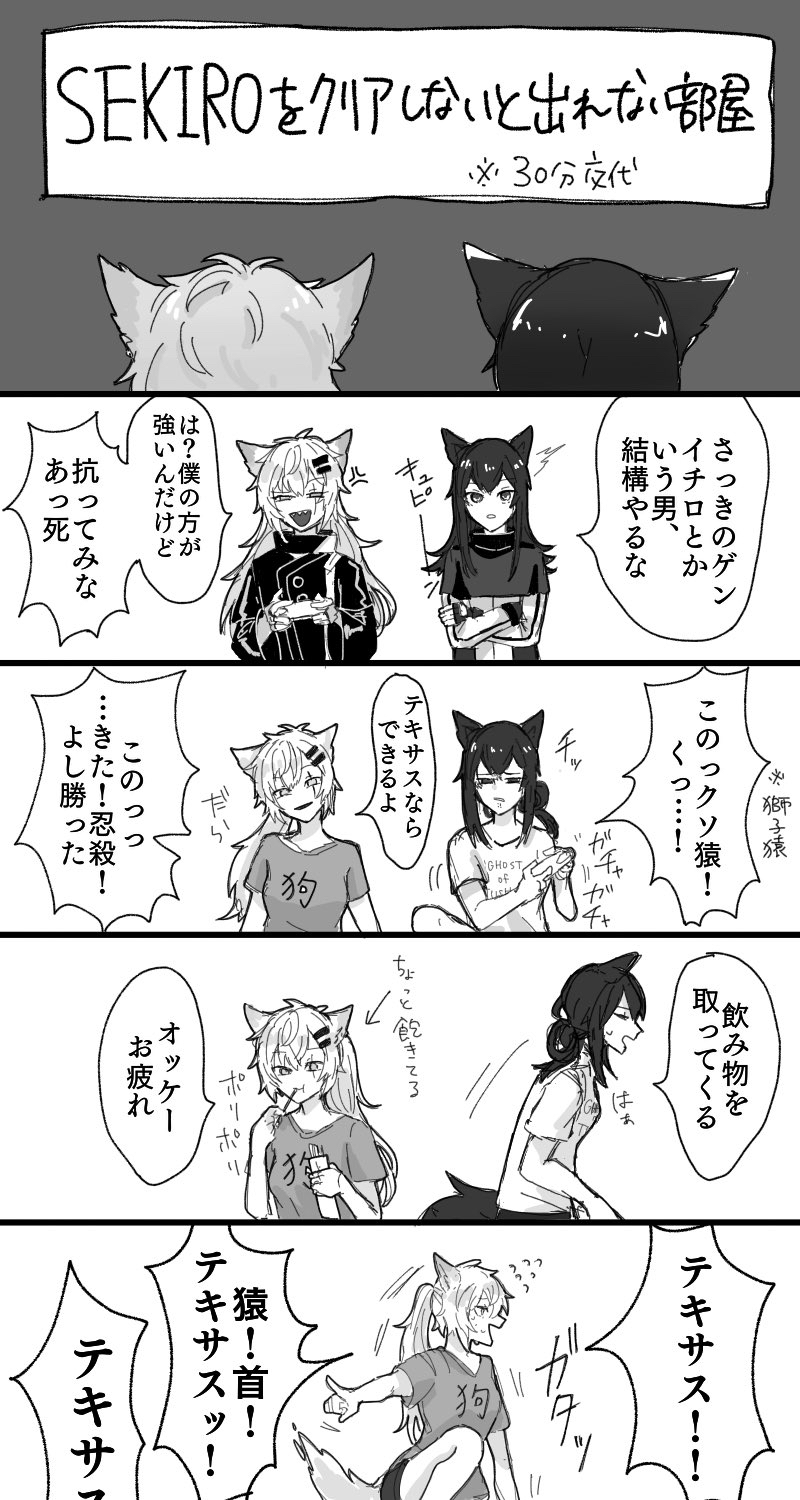 SEKIROをクリアしないと出れない部屋
※30分交代
さっきのゲン
イチロとか
いう男、
結構やるな
キュピーン
は？僕の方が
強いんだけど
抗ってみな
あっ死
※獅子猿
このっクソ猿！
くっ…！
チッ
ガチャ
ガチャ
GHOST
OF
テキサスなら
できるよ
狗
だらっ
このっっ
…きた！忍殺！
よし勝った
飲み物を
取ってくる
はぁ
ちょっと飽きてる
狗
ポリポリ
オッケー
お疲れ
テキサス！！
ガタッ
狗
猿！首！
テキサスッ！
テキサス